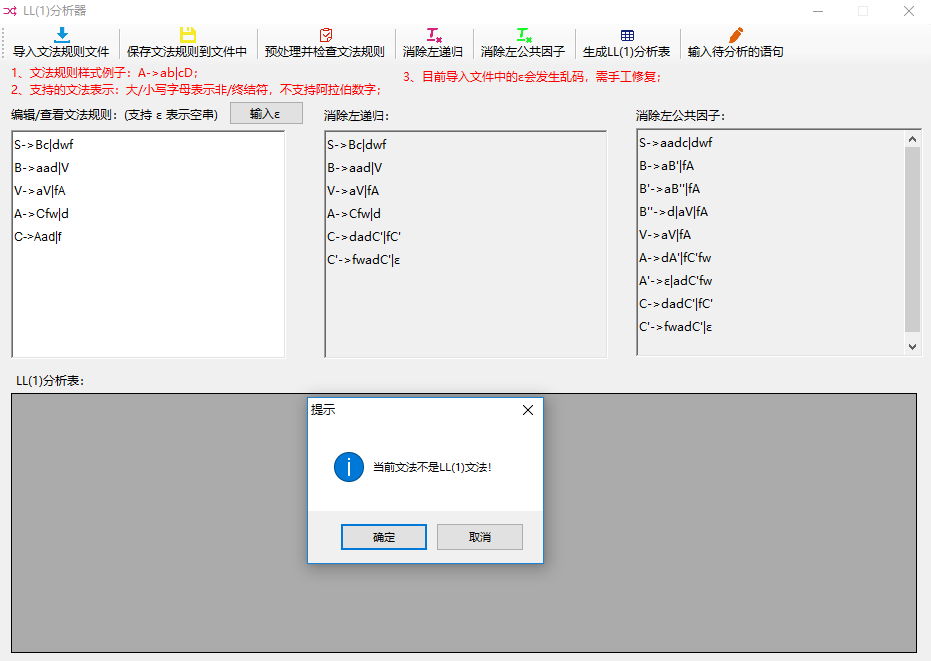 LL(1)分析器
导入文法规则文件 保存文法规则到文件中 预处理并检查文法规则 消除左递归 消除左公共因子 生成LL(1)分析表 输入待分析的语句
1、文法规则样式例子：A->ab|cD；
2、支持的文法表示：大/小写字母表示非/终结符，不支持阿拉伯数字；
3、目前导入文件中的ε会发生乱码，需手工修复；
编辑/查看文法规则：(支持 ε 表示空串) 输入ε
S->Bc|dwf
B->aad|V
V->aV|fA
A->Cfw|d
C->Aad|f
消除左递归：
S->Bc|dwf
B->aad|V
V->aV|fA
A->Cfw|d
C->dadC'|fC'
C'->fwadC'|ε
消除左公共因子：
S->aadc|dwf
B->aB'|fA
B'->aB''|fA
B''->d|aV|fA
V->aV|fA
A->dA'|fC'fw
A'->ε|adC'fw
C->dadC'|fC'
C'->fwadC'|ε
LL(1)分析表：
提示
当前文法不是LL(1)文法！
确定 取消